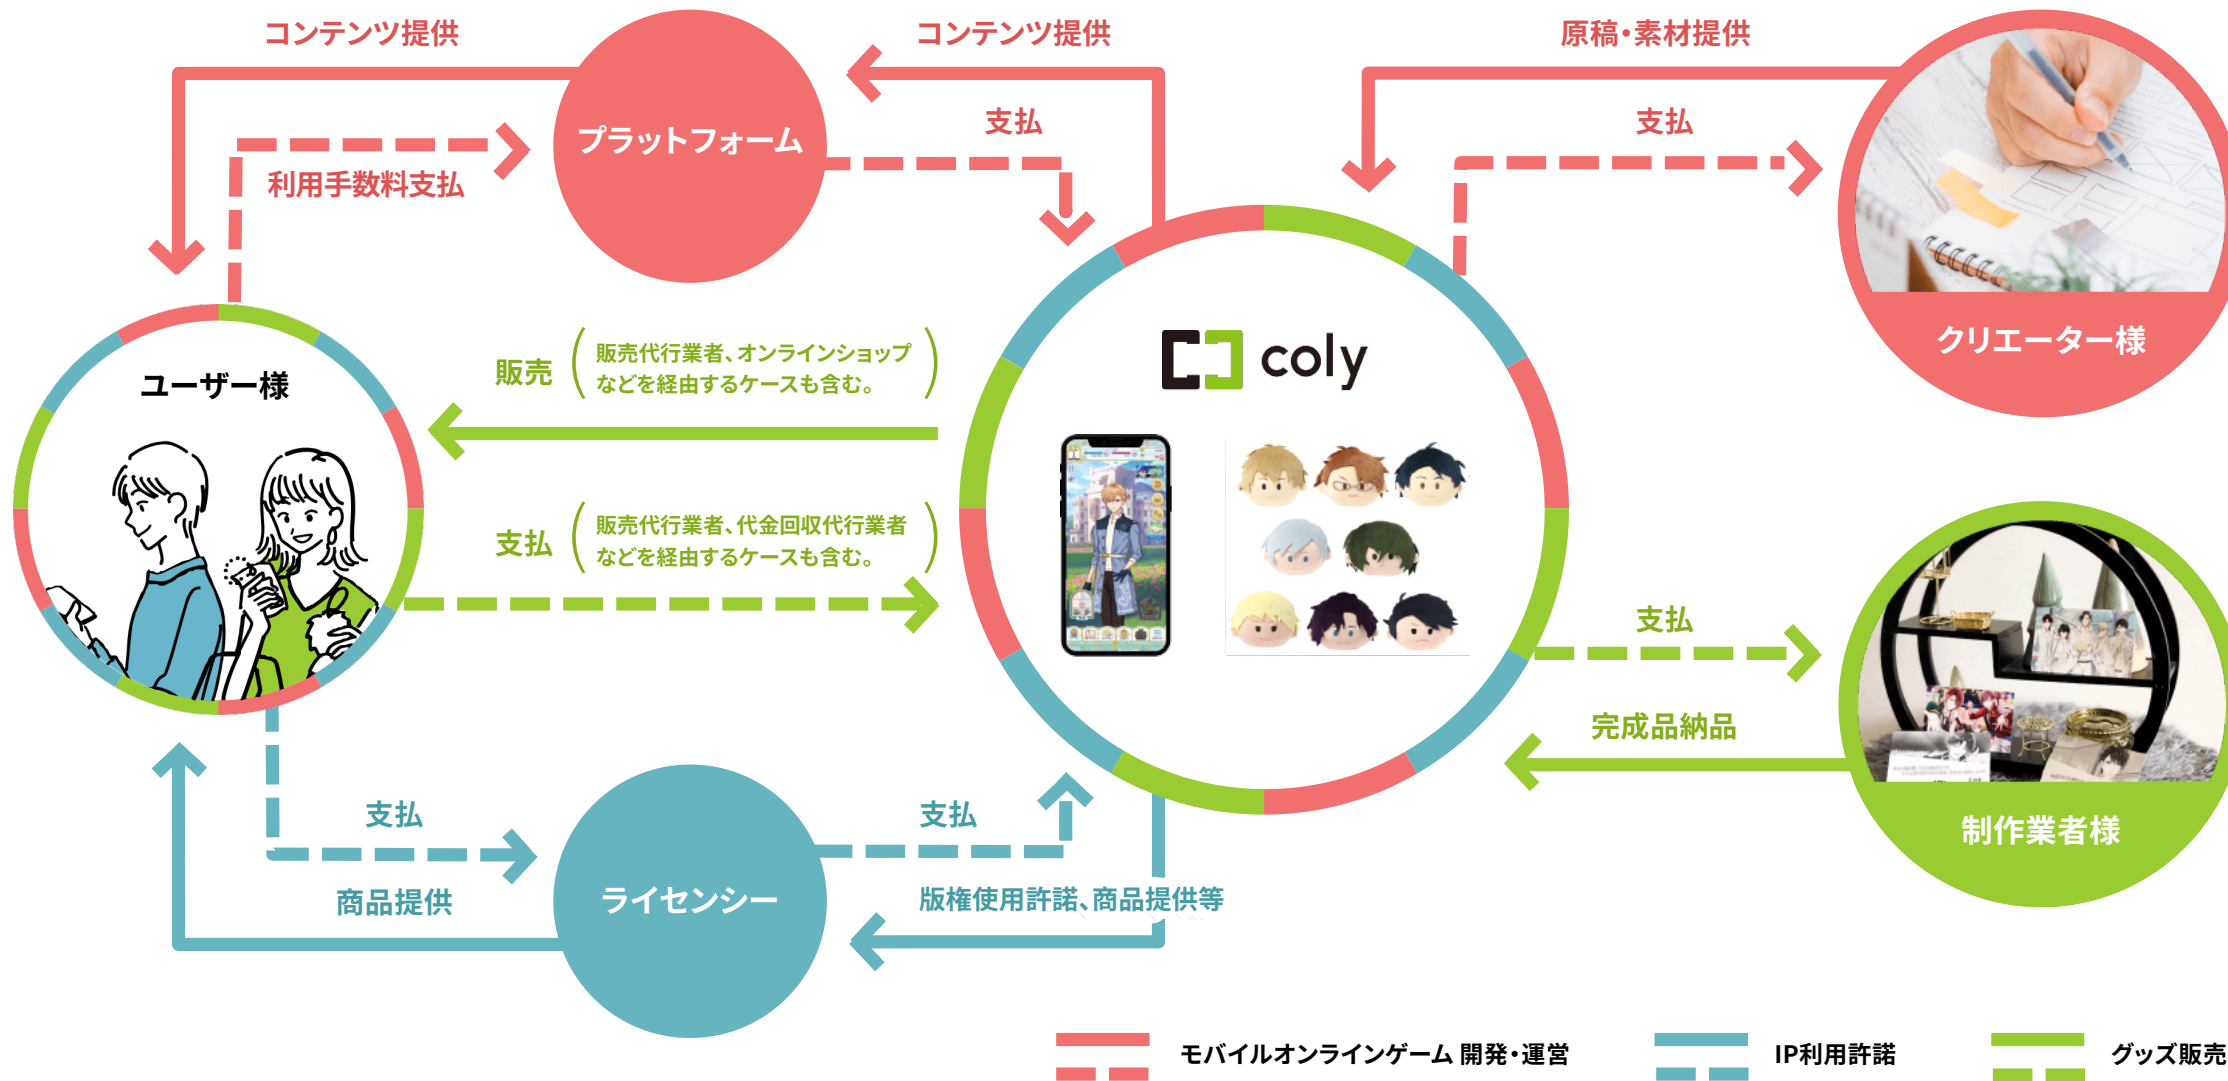 コンテンツ提供
コンテンツ提供
原稿・素材提供
プラットフォーム
支払
支払
利用手数料支払
クリエーター様
ユーザー様
販売
販売代行業者、オンラインショップ
などを経由するケースも含む。
coly
支払
販売代行業者、代金回収代行業者
などを経由するケースも含む。
支払
完成品納品
制作業者様
支払
支払
商品提供
ライセンシー
版権使用許諾、商品提供等
モバイルオンラインゲーム 開発・運営
IP利用許諾
グッズ販売